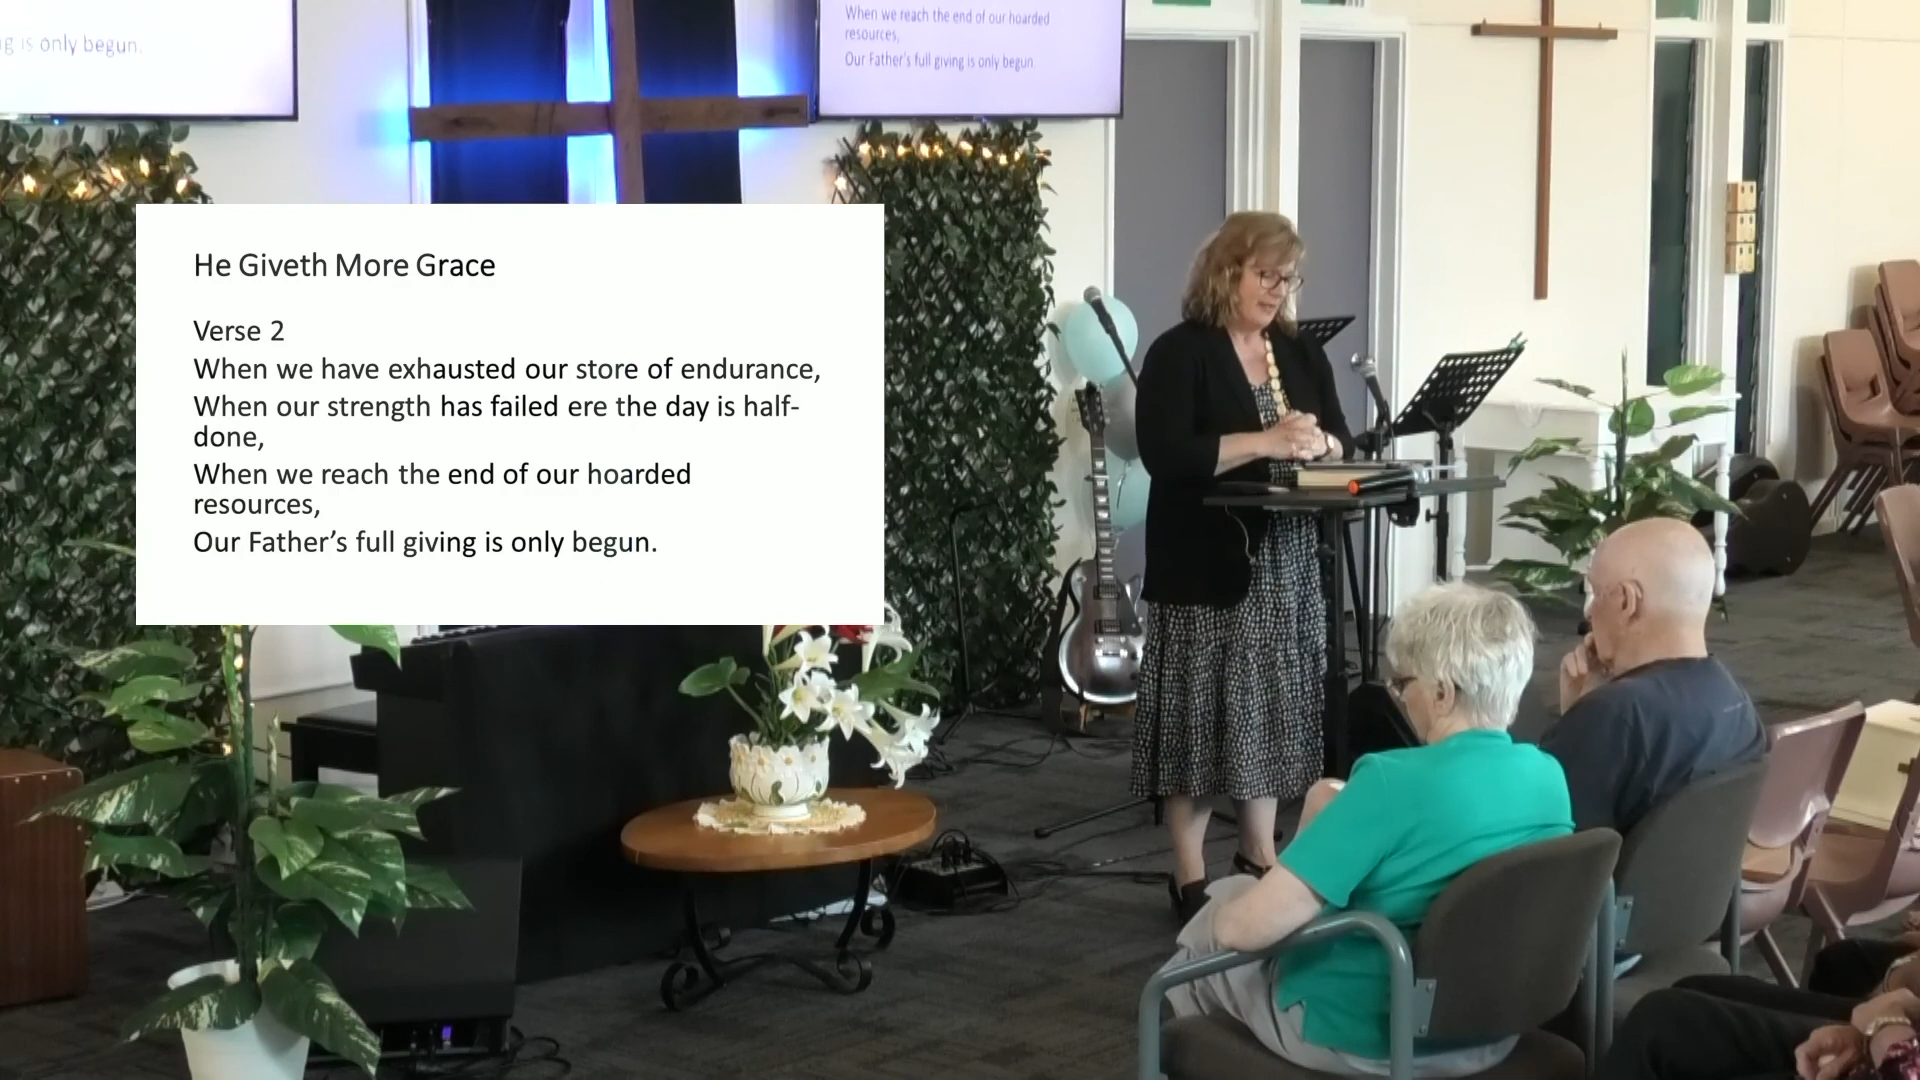 g is only begun.
When we reach the end of our hoarded
resources,
Our Father's full giving is only begun.
He Giveth More Grace
Verse 2
When we have exhausted our store of endurance,
When our strength has failed ere the day is half-
done,
When we reach the end of our hoarded
resources,
Our Father’s full giving is only begun.